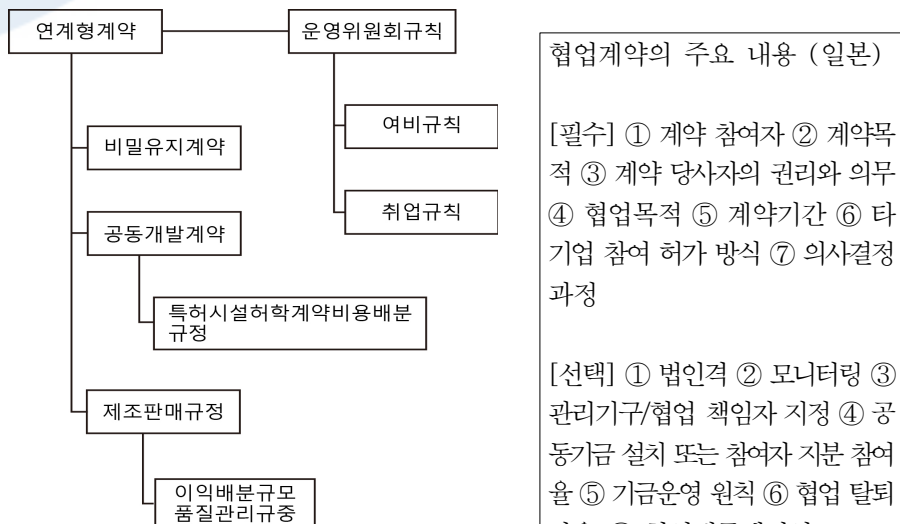 연계형계약
운영위원회규칙
비밀유지계약
여비규칙
취업규칙
공동개발계약
특허시설허학계약비용배분
규정
제조판매규정
이익배분규모
품질관리규중
협업계약의 주요 내용 (일본)
[필수] ① 계약 참여자 ② 계약목
적 ③ 계약 당사자의 권리와 의무
④ 협업목적 ⑤ 계약기간 ⑥ 타
기업 참여 허가 방식 ⑦ 의사결정
과정
[선택] ① 법인격 ② 모니터링 ③
관리기구/협업 책임자 지정 ④ 공
동기금 설치 또는 참여자 지분 참여
율 ⑤ 기금운영 원칙 ⑥ 협업 탈퇴